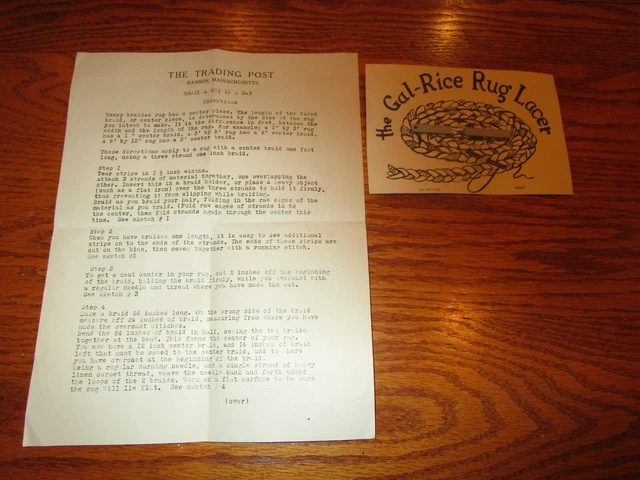 THE TRADING POST
HANSON, MASSACHUSETTS
BRAID A RUG IN A DAY
Directions
Every braided rug has a center piece. The length of the first
braid, or center piece, is determined by the size of the rug
you intend to make. It is the difference in feet, between the
width and the length of the rug. For example; a 2' by 3' rug
has a 1' center braid, A 3' by 5' rug has a 2' center braid.
A 9' by 12' rug has a 3' center braid.
These directions apply to a rug with a center braid one foot
long, using a three strand one inch braid.
Step 1
Tear strips in 1 ½ inch widths.
Attach 3 strands of material together, one overlapping the
other. Insert this in a braid holder, or place a heavy object
(such as a flat iron) over the three strands to hold it firmly,
thus preventing it from slipping while braiding.
Braid as you braid your hair, folding in the raw edges of the
material as you braid. (Fold raw edges of strands in to
the center, then fold strands again through the center this
time. See sketch # 1
Step 2
When you have braided one length, it is easy to sew additional
strips on to the ends of the strands. The ends of these strips are
cut on the bias, then sewed together with a running stitch.
See sketch #2
Step 3
To get a neat center in your rug, cut 2 inches off the beginning
of the braid, holding the braid firmly, while you overcast with
a regular needle and thread where you have made the cut.
See sketch # 3
Step 4
Make a braid 26 inches long. On the wrong side of the braid
measure off 24 inches of braid, measuring from where you have
made the overcast stitches.
Bend the 24 inches of braid in half, sewing the two braids
together at the bend. This forms the center of your rug.
You now have a 12 inch center braid, and 14 inches of braid
left that must be sewed to the center braid, and to where
you have overcast at the beginning of the braid.
Using a regular darning needle, and a single strand of heavy
linen carpet thread, weave the needle back and forth under
the loops of the 2 braids. Work on a flat surface to be sure
the rug will lie flat. See sketch # 4
(over)
the Gal-Rice Rug Lacer